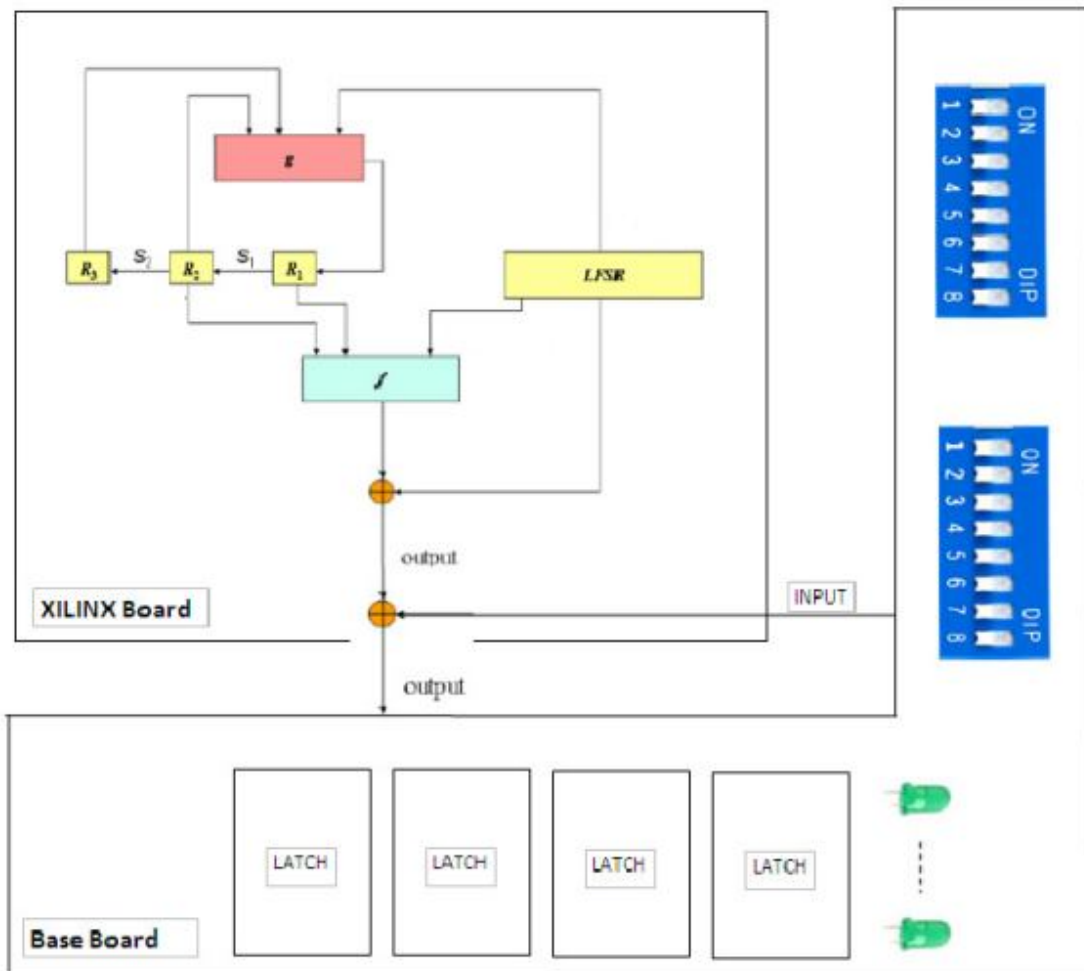 1 2 3 4 5 6 7 8
ON
DIP
g
R3
S2
R2
S1
R1
LFSR
f
1 2 3 4 5 6 7 8
ON
DIP
output
XILINX Board
INPUT
output
LATCH
LATCH
LATCH
LATCH
Base Board